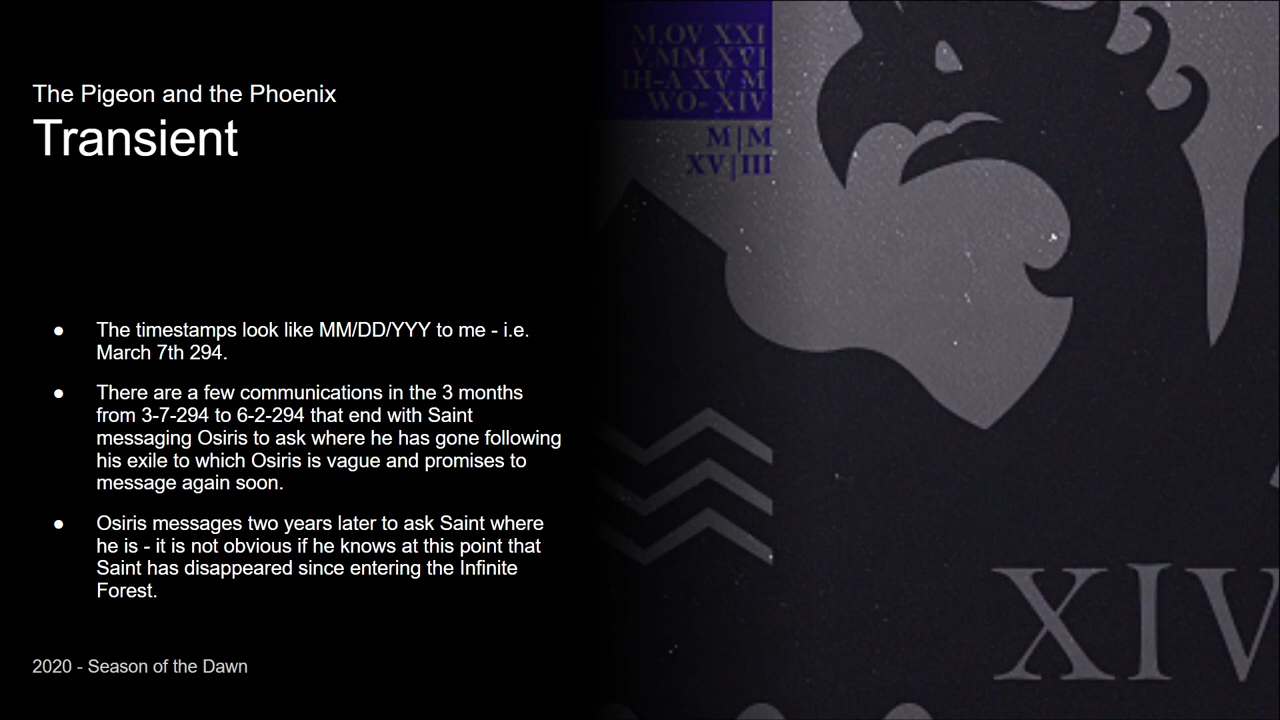 The Pigeon and the Phoenix
Transient
M.OV XXI
V.MM XVI
IH-A XV M
WO- XIV
M|M
XV|III
● The timestamps look like MM/DD/YYY to me - i.e.
March 7th 294.
● There are a few communications in the 3 months
from 3-7-294 to 6-2-294 that end with Saint
messaging Osiris to ask where he has gone following
his exile to which Osiris is vague and promises to
message again soon.
● Osiris messages two years later to ask Saint where
he is - it is not obvious if he knows at this point that
Saint has disappeared since entering the Infinite
Forest.
XIV
2020 - Season of the Dawn